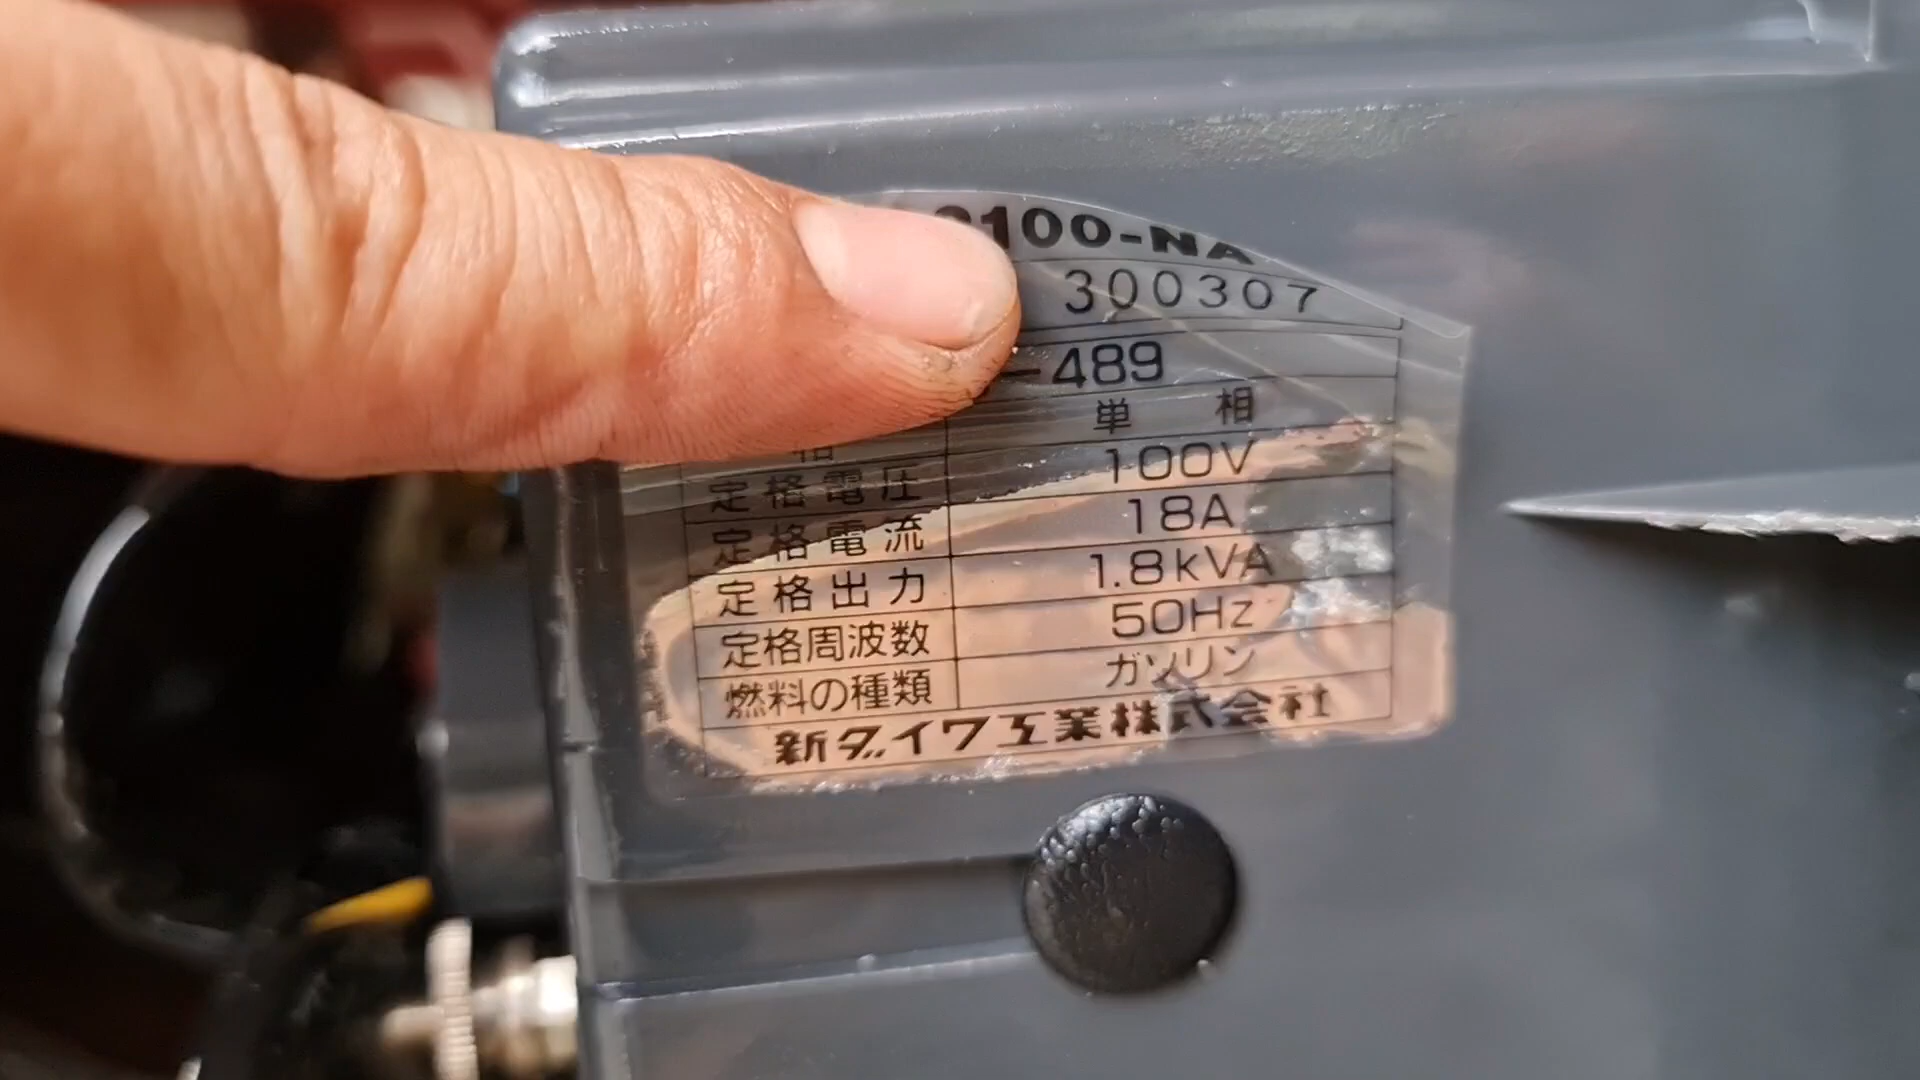 100-NA
300307
-489
格 単 相
定格電圧 100V
定格電流 18A
定格出力 1.8kVA
定格周波数 50Hz
燃料の種類 ガソリン
新ダイワ工業株式会社